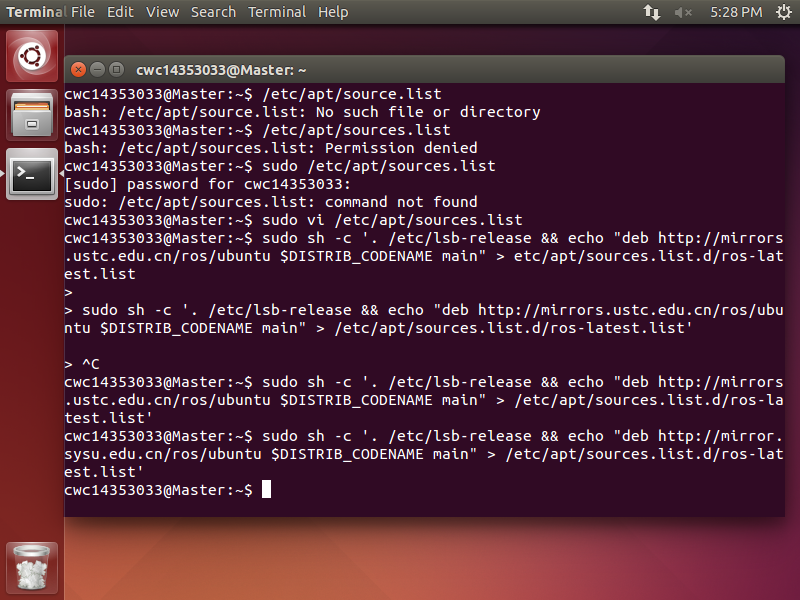 Terminal File Edit View Search Terminal Help 5:28 PM
cwc14353033@Master: ~
cwc14353033@Master:~$ /etc/apt/source.list
bash: /etc/apt/source.list: No such file or directory
cwc14353033@Master:~$ /etc/apt/sources.list
bash: /etc/apt/sources.list: Permission denied
cwc14353033@Master:~$ sudo /etc/apt/sources.list
[sudo] password for cwc14353033:
sudo: /etc/apt/sources.list: command not found
cwc14353033@Master:~$ sudo vi /etc/apt/sources.list
cwc14353033@Master:~$ sudo sh -c '. /etc/lsb-release && echo "deb http://mirrors
.ustc.edu.cn/ros/ubuntu $DISTRIB_CODENAME main" > etc/apt/sources.list.d/ros-lat
est.list
>
> sudo sh -c '. /etc/lsb-release && echo "deb http://mirrors.ustc.edu.cn/ros/ubu
ntu $DISTRIB_CODENAME main" > /etc/apt/sources.list.d/ros-latest.list'
> ^C
cwc14353033@Master:~$ sudo sh -c '. /etc/lsb-release && echo "deb http://mirrors
.ustc.edu.cn/ros/ubuntu $DISTRIB_CODENAME main" > /etc/apt/sources.list.d/ros-la
test.list'
cwc14353033@Master:~$ sudo sh -c '. /etc/lsb-release && echo "deb http://mirror.
sysu.edu.cn/ros/ubuntu $DISTRIB_CODENAME main" > /etc/apt/sources.list.d/ros-lat
est.list'
cwc14353033@Master:~$